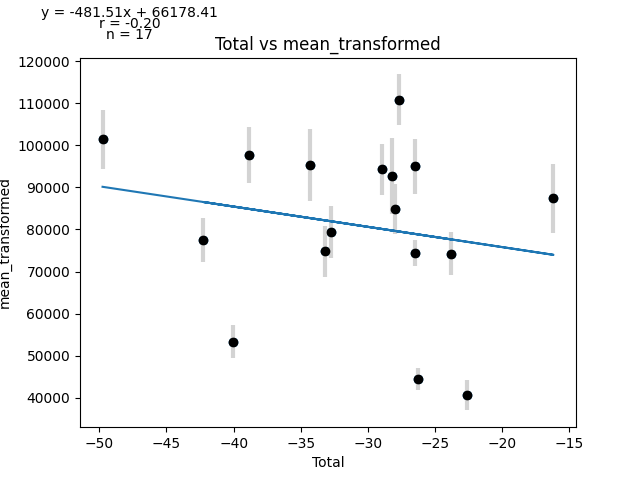 y = -481.51x + 66178.41
r = -0.20
n = 17
Total vs mean_transformed
120000
110000
100000
90000
80000
70000
60000
50000
40000
mean_transformed
−50
−45
−40
−35
−30
−25
−20
−15
Total